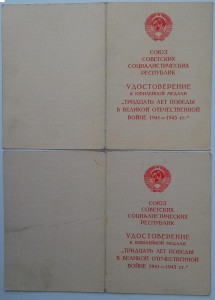 СОЮЗ
СОВЕТСКИХ
СОЦИАЛИСТИЧЕСКИХ
РЕСПУБЛИК
УДОСТОВЕРЕНИЕ
К ЮБИЛЕЙНОЙ МЕДАЛИ
„ТРИДЦАТЬ ЛЕТ ПОБЕДЫ
В ВЕЛИКОЙ ОТЕЧЕСТВЕННОЙ
ВОЙНЕ 1941–1945 гг.“
СОЮЗ
СОВЕТСКИХ
СОЦИАЛИСТИЧЕСКИХ
РЕСПУБЛИК
УДОСТОВЕРЕНИЕ
К ЮБИЛЕЙНОЙ МЕДАЛИ
„ТРИДЦАТЬ ЛЕТ ПОБЕДЫ
В ВЕЛИКОЙ ОТЕЧЕСТВЕННОЙ
ВОЙНЕ 1941–1945 гг.“